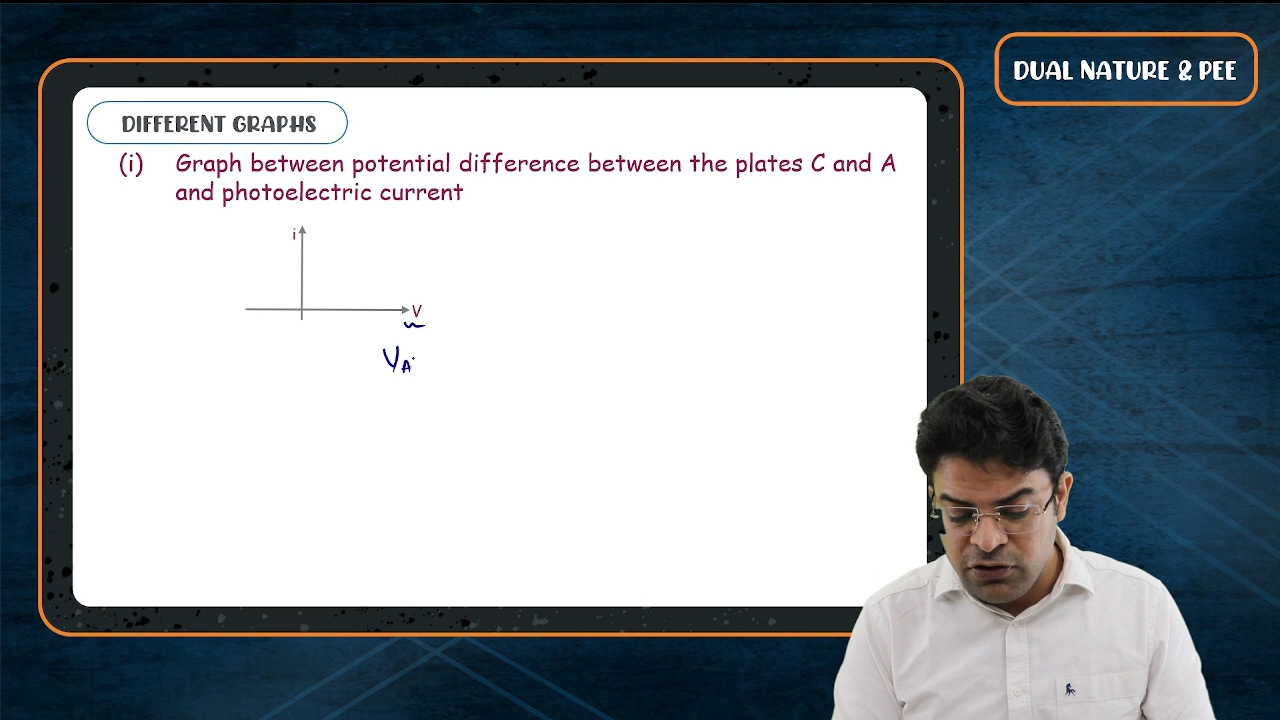 DUAL NATURE & PEE
DIFFERENT GRAPHS
(i) Graph between potential difference between the plates C and A
and photoelectric current
i
V
VA